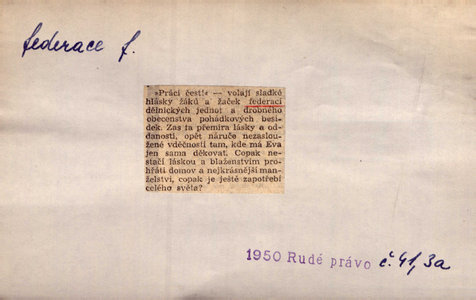 federace f.
»Práci čest!« — volají sladké
hlásky žáků a žaček federací
dělnických jednot a drobného
obecenstva pohádkových besí-
dek. Zas ta přemíra lásky a od-
danosti, opět náruče nezaslou-
žené vděčnosti tam, kde má Eva
jen sama děkovat. Copak ne-
stačí láskou a blaženstvím pro-
hřátí domov a nejkrásnější man-
želství, copak je ještě zapotřebí
celého světa?
1950 Rudé právo č. 41, 3a